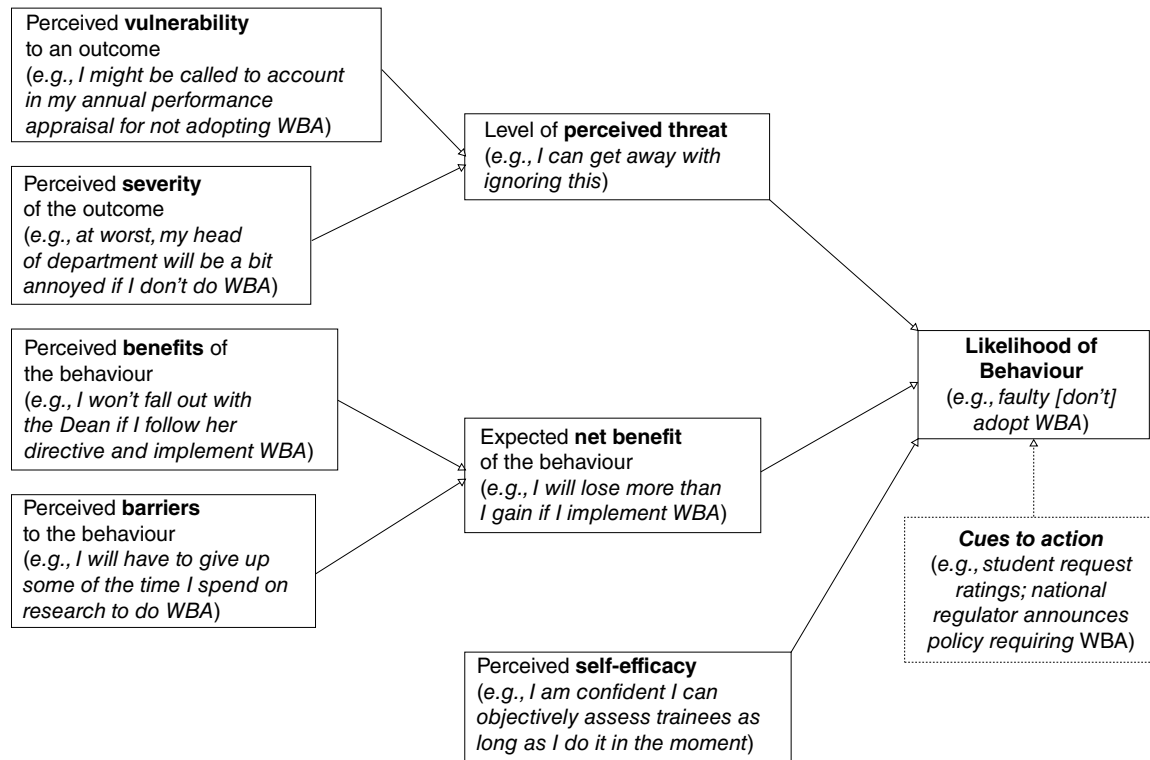 Perceived vulnerability
to an outcome
(e.g., I might be called to account
in my annual performance
appraisal for not adopting WBA)
Perceived severity
of the outcome
(e.g., at worst, my head
of department will be a bit
annoyed if I don't do WBA)
Perceived benefits of
the behaviour
(e.g., I won't fall out with
the Dean if I follow her
directive and implement WBA)
Perceived barriers
to the behaviour
(e.g., I will have to give up
some of the time I spend on
research to do WBA)
Level of perceived threat
(e.g., I can get away with
ignoring this)
Expected net benefit
of the behaviour
(e.g., I will lose more than
I gain if I implement WBA)
Perceived self-efficacy
(e.g., I am confident I can
objectively assess trainees as
long as I do it in the moment)
Likelihood of
Behaviour
(e.g., faulty [don't]
adopt WBA)
Cues to action
(e.g., student request
ratings; national
regulator announces
policy requiring WBA)